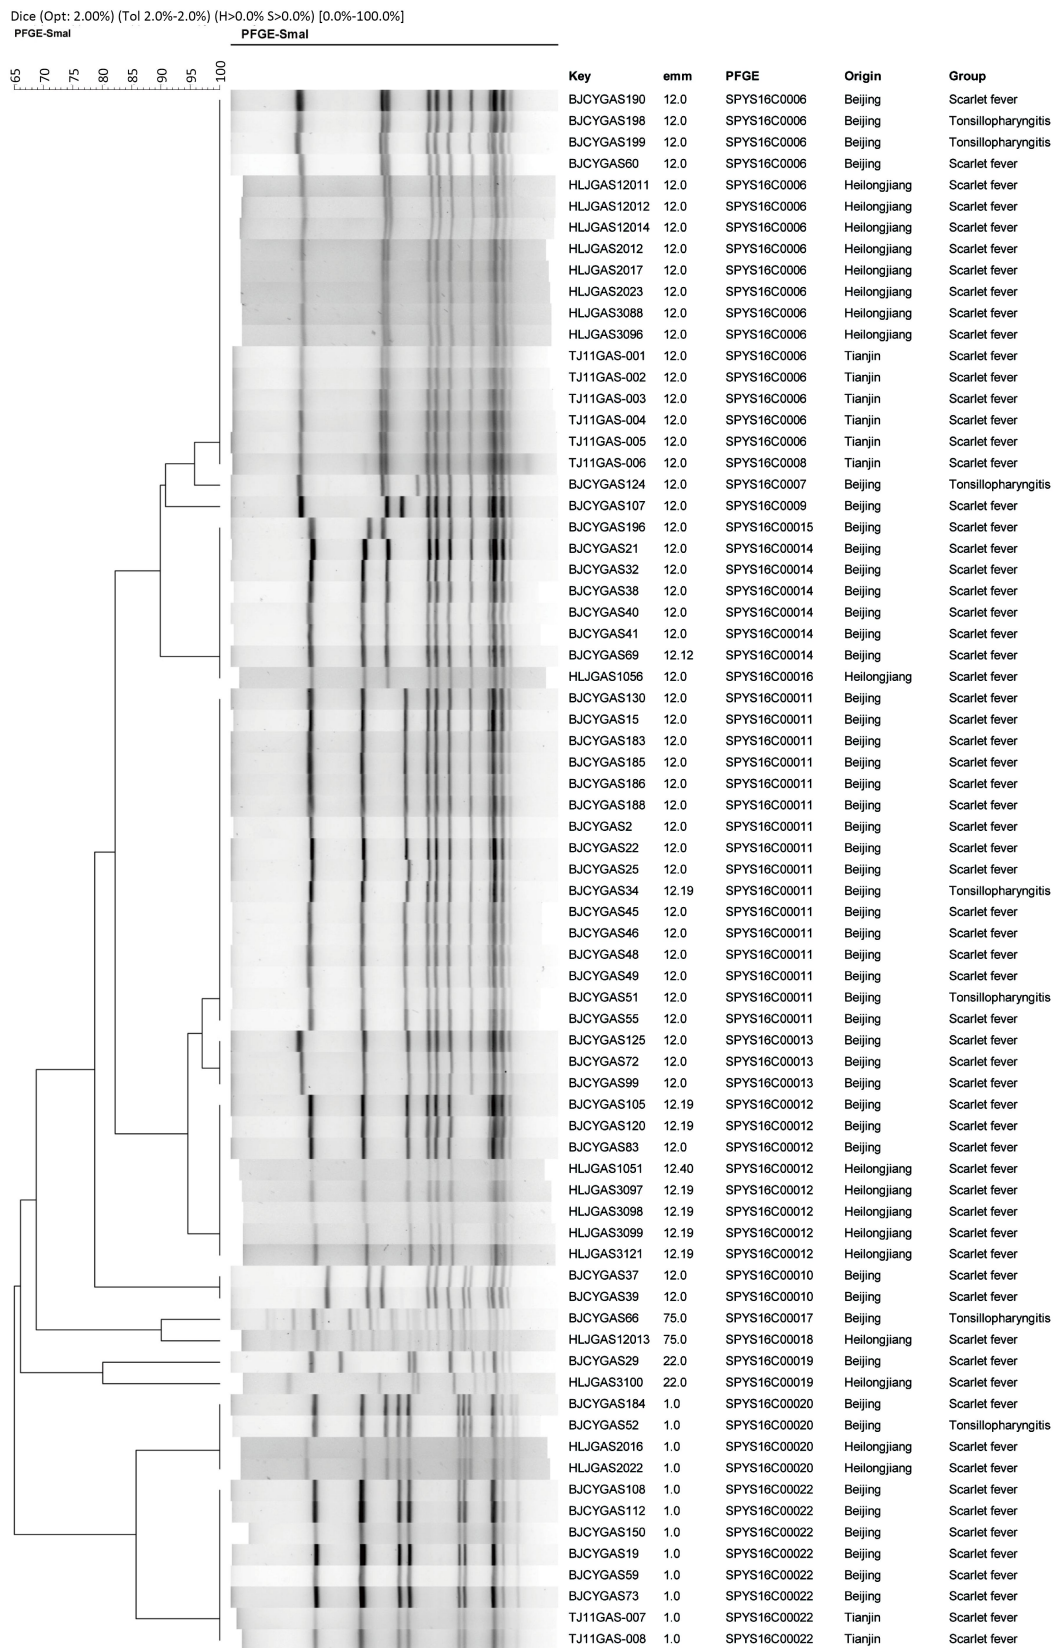 Dice (Opt: 2.00%) (Tol 2.0%-2.0%) (H>0.0% S>0.0%) [0.0%-100.0%]
PFGE-SmaI PFGE-SmaI
65 70 75 80 85 90 95 100
Key emm PFGE Origin Group
BJCYGAS190 12.0 SPYS16C0006 Beijing Scarlet fever
BJCYGAS198 12.0 SPYS16C0006 Beijing Tonsillopharyngitis
BJCYGAS199 12.0 SPYS16C0006 Beijing Tonsillopharyngitis
BJCYGAS60 12.0 SPYS16C0006 Beijing Scarlet fever
HLJGAS12011 12.0 SPYS16C0006 Heilongjiang Scarlet fever
HLJGAS12012 12.0 SPYS16C0006 Heilongjiang Scarlet fever
HLJGAS12014 12.0 SPYS16C0006 Heilongjiang Scarlet fever
HLJGAS2012 12.0 SPYS16C0006 Heilongjiang Scarlet fever
HLJGAS2017 12.0 SPYS16C0006 Heilongjiang Scarlet fever
HLJGAS2023 12.0 SPYS16C0006 Heilongjiang Scarlet fever
HLJGAS3088 12.0 SPYS16C0006 Heilongjiang Scarlet fever
HLJGAS3096 12.0 SPYS16C0006 Heilongjiang Scarlet fever
TJ11GAS-001 12.0 SPYS16C0006 Tianjin Scarlet fever
TJ11GAS-002 12.0 SPYS16C0006 Tianjin Scarlet fever
TJ11GAS-003 12.0 SPYS16C0006 Tianjin Scarlet fever
TJ11GAS-004 12.0 SPYS16C0006 Tianjin Scarlet fever
TJ11GAS-005 12.0 SPYS16C0006 Tianjin Scarlet fever
TJ11GAS-006 12.0 SPYS16C0008 Tianjin Scarlet fever
BJCYGAS124 12.0 SPYS16C0007 Beijing Tonsillopharyngitis
BJCYGAS107 12.0 SPYS16C0009 Beijing Scarlet fever
BJCYGAS196 12.0 SPYS16C00015 Beijing Scarlet fever
BJCYGAS21 12.0 SPYS16C00014 Beijing Scarlet fever
BJCYGAS32 12.0 SPYS16C00014 Beijing Scarlet fever
BJCYGAS38 12.0 SPYS16C00014 Beijing Scarlet fever
BJCYGAS40 12.0 SPYS16C00014 Beijing Scarlet fever
BJCYGAS41 12.0 SPYS16C00014 Beijing Scarlet fever
BJCYGAS69 12.12 SPYS16C00014 Beijing Scarlet fever
HLJGAS1056 12.0 SPYS16C00016 Heilongjiang Scarlet fever
BJCYGAS130 12.0 SPYS16C00011 Beijing Scarlet fever
BJCYGAS15 12.0 SPYS16C00011 Beijing Scarlet fever
BJCYGAS183 12.0 SPYS16C00011 Beijing Scarlet fever
BJCYGAS185 12.0 SPYS16C00011 Beijing Scarlet fever
BJCYGAS186 12.0 SPYS16C00011 Beijing Scarlet fever
BJCYGAS188 12.0 SPYS16C00011 Beijing Scarlet fever
BJCYGAS2 12.0 SPYS16C00011 Beijing Scarlet fever
BJCYGAS22 12.0 SPYS16C00011 Beijing Scarlet fever
BJCYGAS25 12.0 SPYS16C00011 Beijing Scarlet fever
BJCYGAS34 12.19 SPYS16C00011 Beijing Tonsillopharyngitis
BJCYGAS45 12.0 SPYS16C00011 Beijing Scarlet fever
BJCYGAS46 12.0 SPYS16C00011 Beijing Scarlet fever
BJCYGAS48 12.0 SPYS16C00011 Beijing Scarlet fever
BJCYGAS49 12.0 SPYS16C00011 Beijing Scarlet fever
BJCYGAS51 12.0 SPYS16C00011 Beijing Tonsillopharyngitis
BJCYGAS55 12.0 SPYS16C00011 Beijing Scarlet fever
BJCYGAS125 12.0 SPYS16C00013 Beijing Scarlet fever
BJCYGAS72 12.0 SPYS16C00013 Beijing Scarlet fever
BJCYGAS99 12.0 SPYS16C00013 Beijing Scarlet fever
BJCYGAS105 12.19 SPYS16C00012 Beijing Scarlet fever
BJCYGAS120 12.19 SPYS16C00012 Beijing Scarlet fever
BJCYGAS83 12.0 SPYS16C00012 Beijing Scarlet fever
HLJGAS1051 12.40 SPYS16C00012 Heilongjiang Scarlet fever
HLJGAS3097 12.19 SPYS16C00012 Heilongjiang Scarlet fever
HLJGAS3098 12.19 SPYS16C00012 Heilongjiang Scarlet fever
HLJGAS3099 12.19 SPYS16C00012 Heilongjiang Scarlet fever
HLJGAS3121 12.19 SPYS16C00012 Heilongjiang Scarlet fever
BJCYGAS37 12.0 SPYS16C00010 Beijing Scarlet fever
BJCYGAS39 12.0 SPYS16C00010 Beijing Scarlet fever
BJCYGAS66 75.0 SPYS16C00017 Beijing Tonsillopharyngitis
HLJGAS12013 75.0 SPYS16C00018 Heilongjiang Scarlet fever
BJCYGAS29 22.0 SPYS16C00019 Beijing Scarlet fever
HLJGAS3100 22.0 SPYS16C00019 Heilongjiang Scarlet fever
BJCYGAS184 1.0 SPYS16C00020 Beijing Scarlet fever
BJCYGAS52 1.0 SPYS16C00020 Beijing Tonsillopharyngitis
HLJGAS2016 1.0 SPYS16C00020 Heilongjiang Scarlet fever
HLJGAS2022 1.0 SPYS16C00020 Heilongjiang Scarlet fever
BJCYGAS108 1.0 SPYS16C00022 Beijing Scarlet fever
BJCYGAS112 1.0 SPYS16C00022 Beijing Scarlet fever
BJCYGAS150 1.0 SPYS16C00022 Beijing Scarlet fever
BJCYGAS19 1.0 SPYS16C00022 Beijing Scarlet fever
BJCYGAS59 1.0 SPYS16C00022 Beijing Scarlet fever
BJCYGAS73 1.0 SPYS16C00022 Beijing Scarlet fever
TJ11GAS-007 1.0 SPYS16C00022 Tianjin Scarlet fever
TJ11GAS-008 1.0 SPYS16C00022 Tianjin Scarlet fever